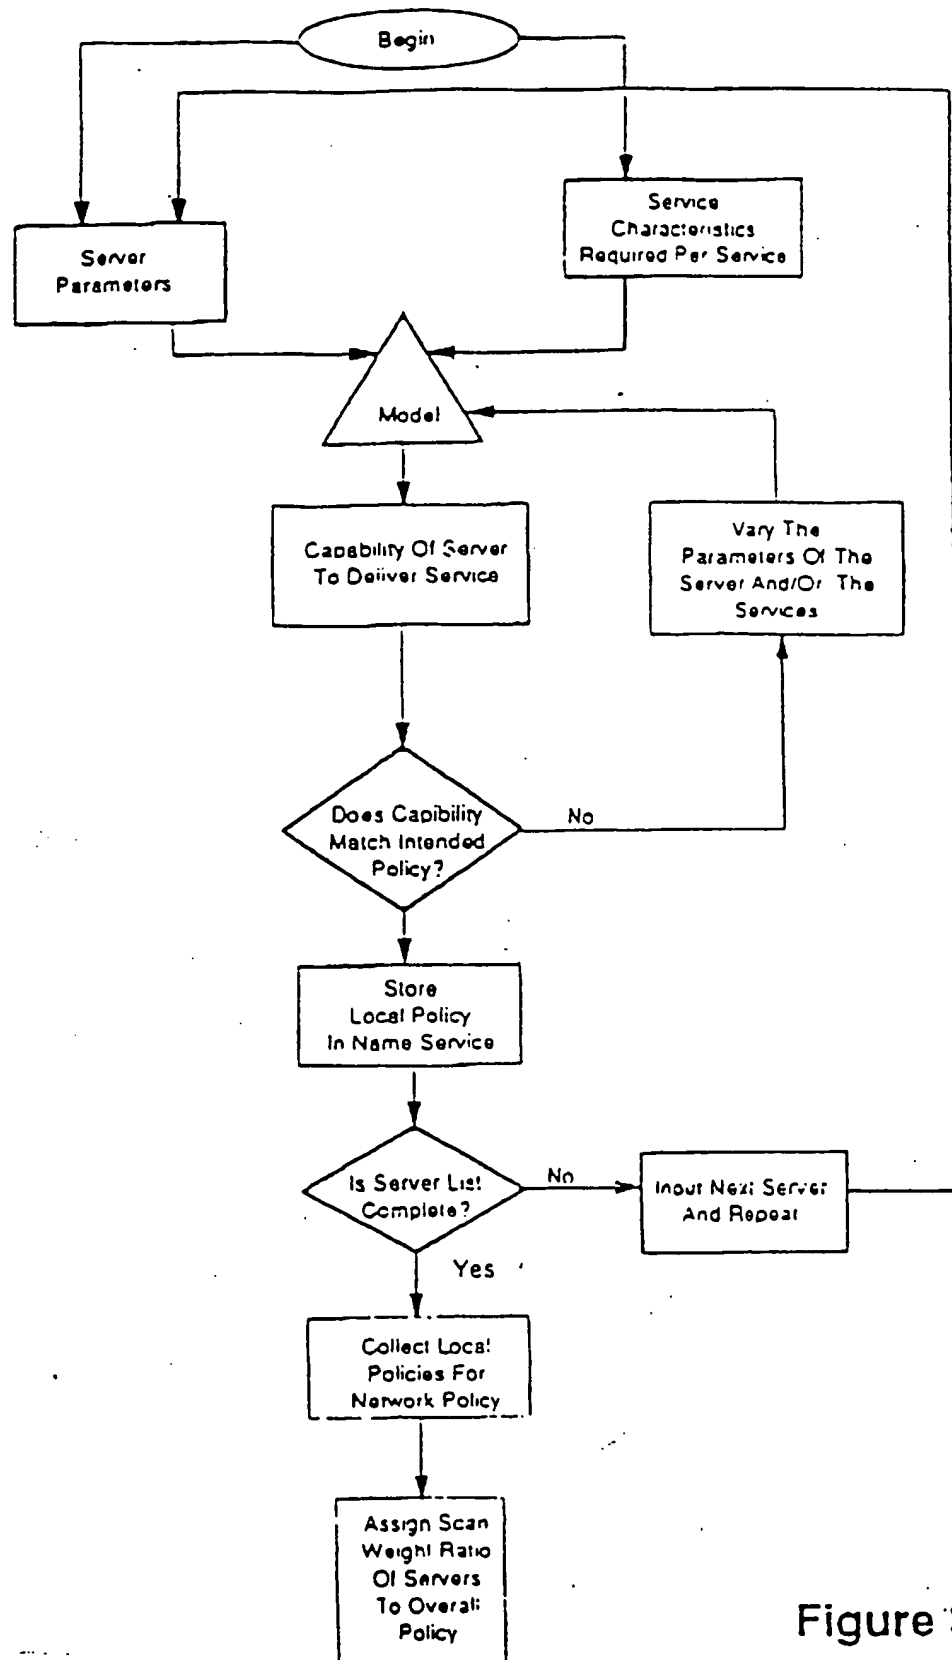 Begin
Service
Characteristics
Required Per Service
Server
Parameters
Model
Capability Of Server
To Deliver Service
Vary The
Parameters Of The
Server And/Or The
Services
Does Capibility
Match Intended
Policy?
No
Store
Local Policy
In Name Service
Is Server List
Complete?
No
Input Next Server
And Repeat
Yes
Collect Local
Policies For
Network Policy
Assign Scan
Weight Ratio
Of Servers
To Overall
Policy
Figure